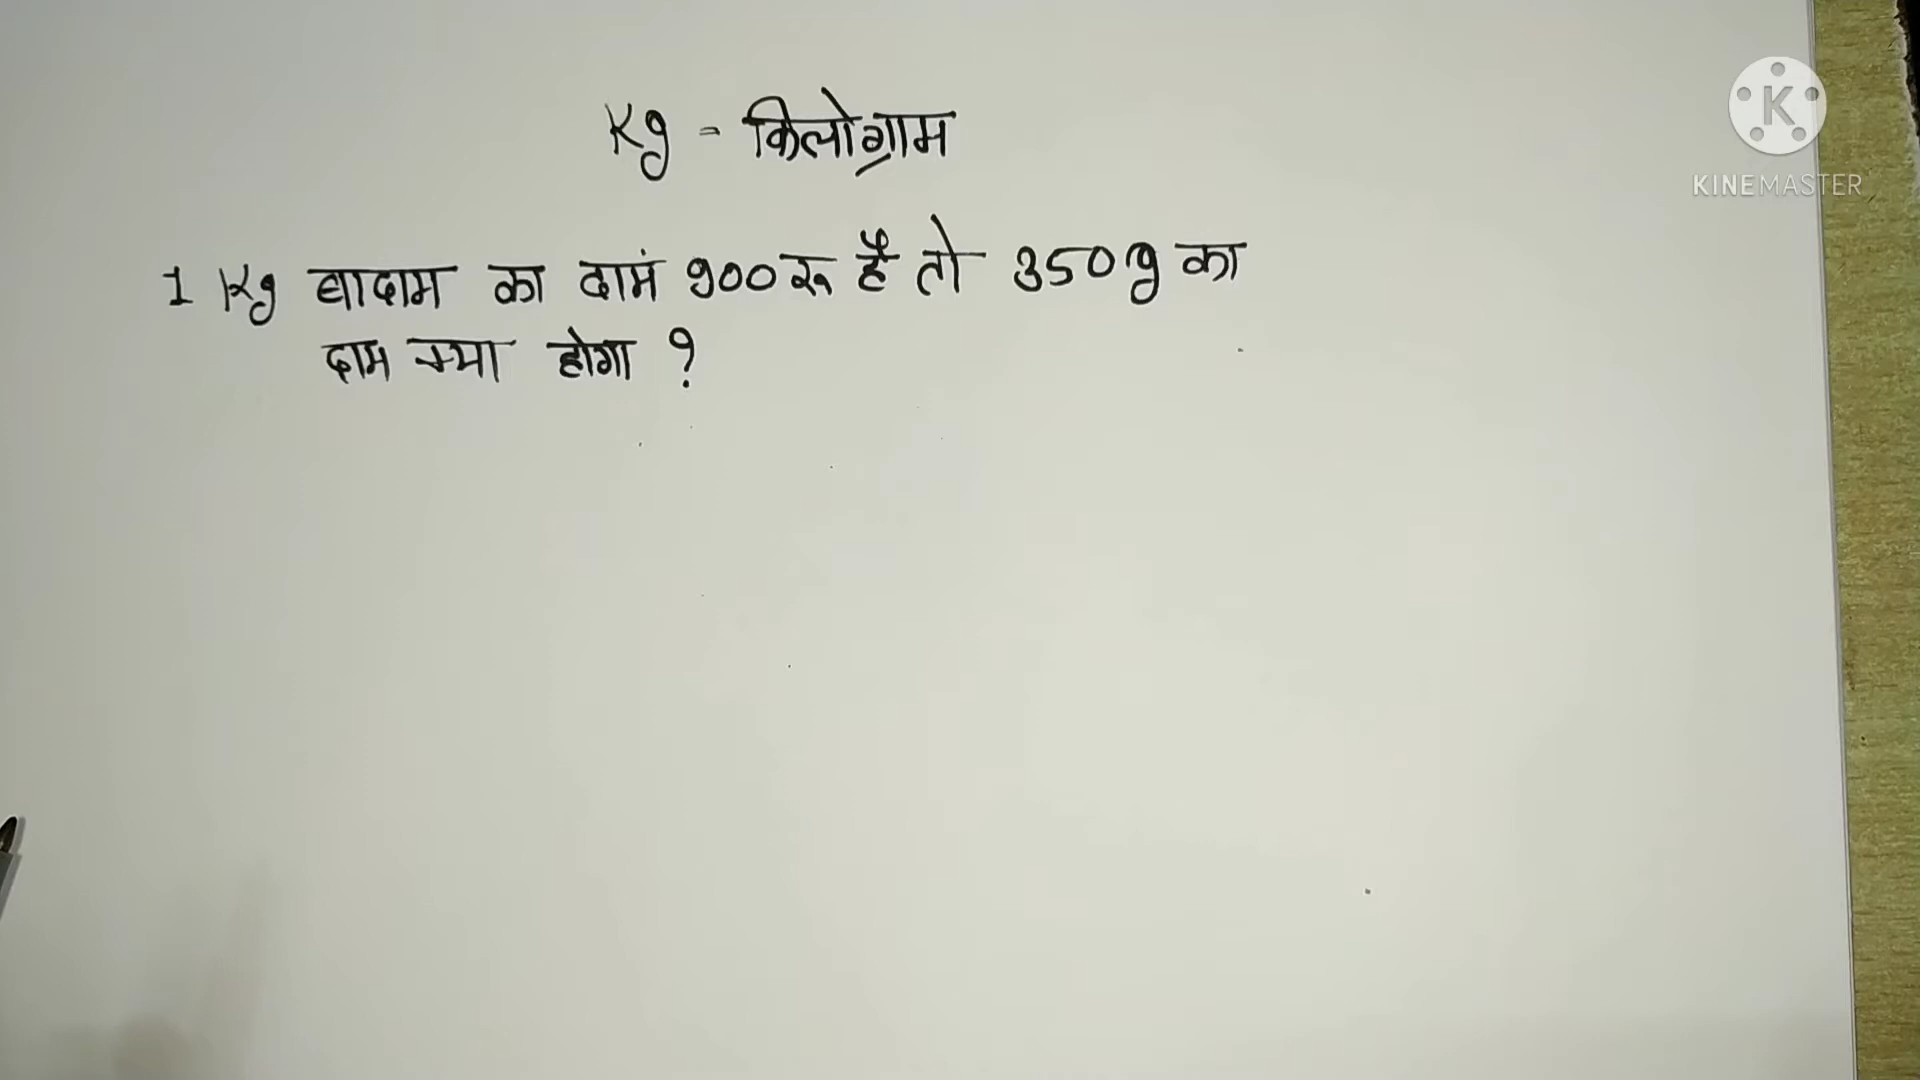 Kg - किलोग्राम
1 Kg बादाम का दामं 900 रू है तो 350 g का
दाम क्या होगा ?
K
KINEMASTER